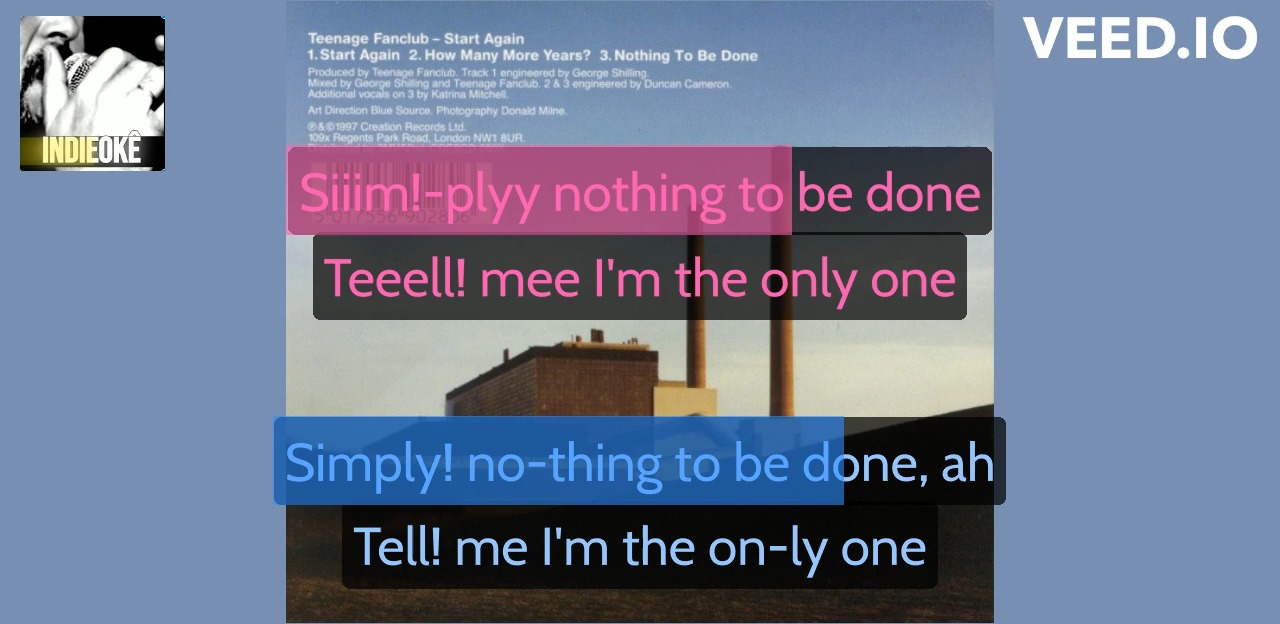 Teenage Fanclub – Start Again
1. Start Again 2. How Many More Years? 3. Nothing To Be Done
Produced by Teenage Fanclub. Track 1 engineered by George Shilling.
Mixed by George Shilling and Teenage Fanclub. 2 & 3 engineered by Duncan Cameron.
Additional vocals on 3 by Katrina Mitchell.
Art Direction Blue Source. Photography Donald Milne.
℗&©1997 Creation Records Ltd.
109x Regents Park Road, London NW1 8UR.
VEED.IO
INDIEOKÊ
Siiim!-plyy nothing to be done
5 017556 902806
Teeell! mee I'm the only one
Simply! no-thing to be done, ah
Tell! me I'm the on-ly one